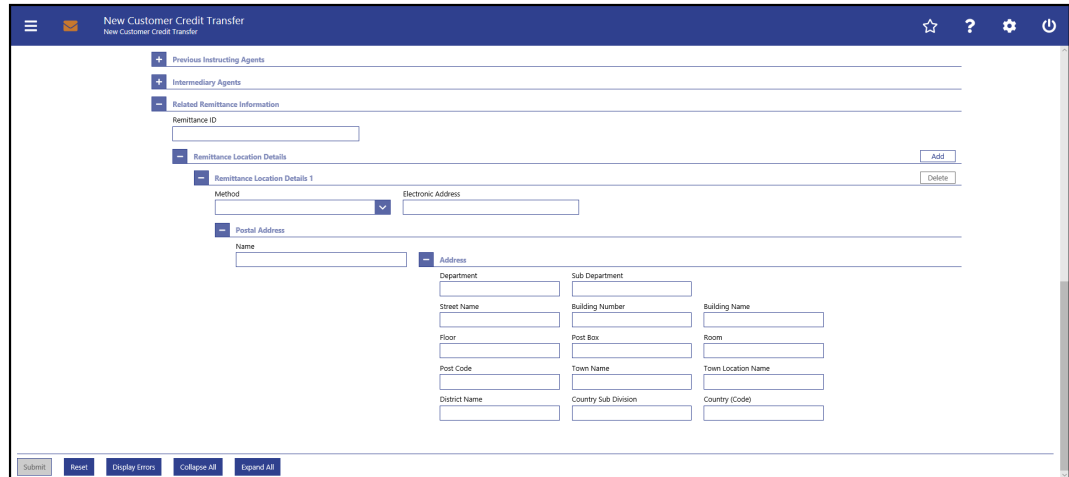 New Customer Credit Transfer
New Customer Credit Transfer
Previous Instructing Agents
Intermediary Agents
Related Remittance Information
Remittance ID
Remittance Location Details Add
Remittance Location Details 1 Delete
Method Electronic Address
Postal Address
Name
Address
Department Sub Department
Street Name Building Number Building Name
Floor Post Box Room
Post Code Town Name Town Location Name
District Name Country Sub Division Country (Code)
Submit Reset Display Errors Collapse All Expand All